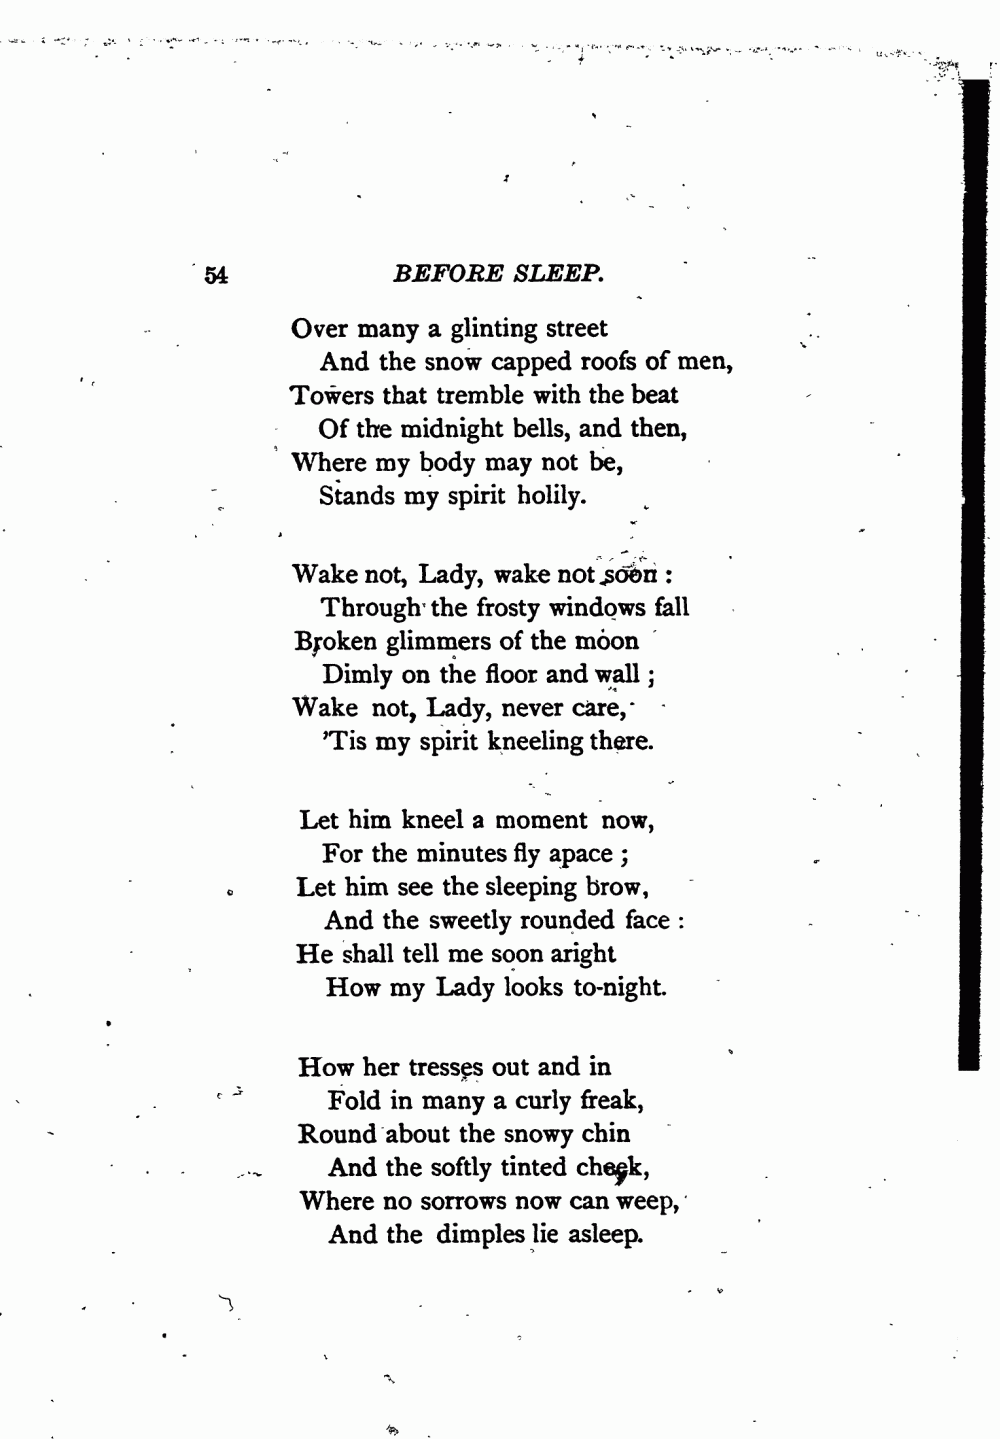 54 BEFORE SLEEP.
Over many a glinting street
And the snow capped roofs of men,
Towers that tremble with the beat
Of the midnight bells, and then,
Where my body may not be,
Stands my spirit holily.
Wake not, Lady, wake not soon :
Through the frosty windows fall
Broken glimmers of the moon
Dimly on the floor and wall ;
Wake not, Lady, never care,
'Tis my spirit kneeling there.
Let him kneel a moment now,
For the minutes fly apace ;
Let him see the sleeping brow,
And the sweetly rounded face :
He shall tell me soon aright
How my Lady looks to-night.
How her tresses out and in
Fold in many a curly freak,
Round about the snowy chin
And the softly tinted cheek,
Where no sorrows now can weep,
And the dimples lie asleep.